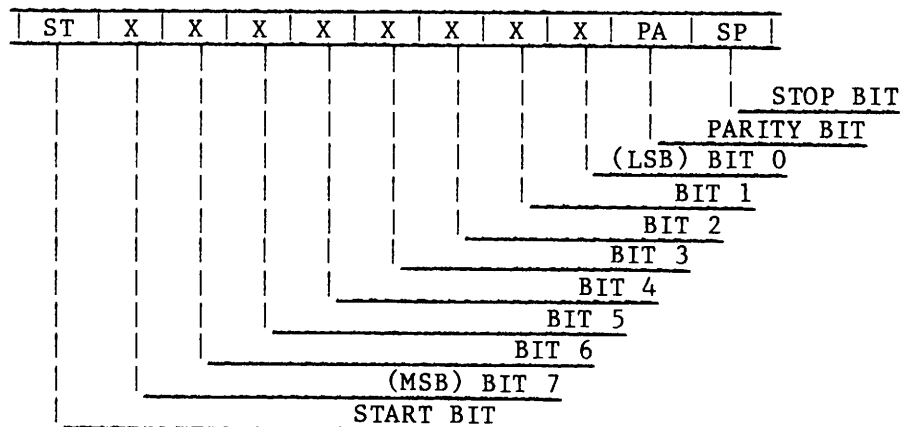 ST X X X X X X X X PA SP
STOP BIT
PARITY BIT
(LSB) BIT 0
BIT 1
BIT 2
BIT 3
BIT 4
BIT 5
BIT 6
(MSB) BIT 7
START BIT